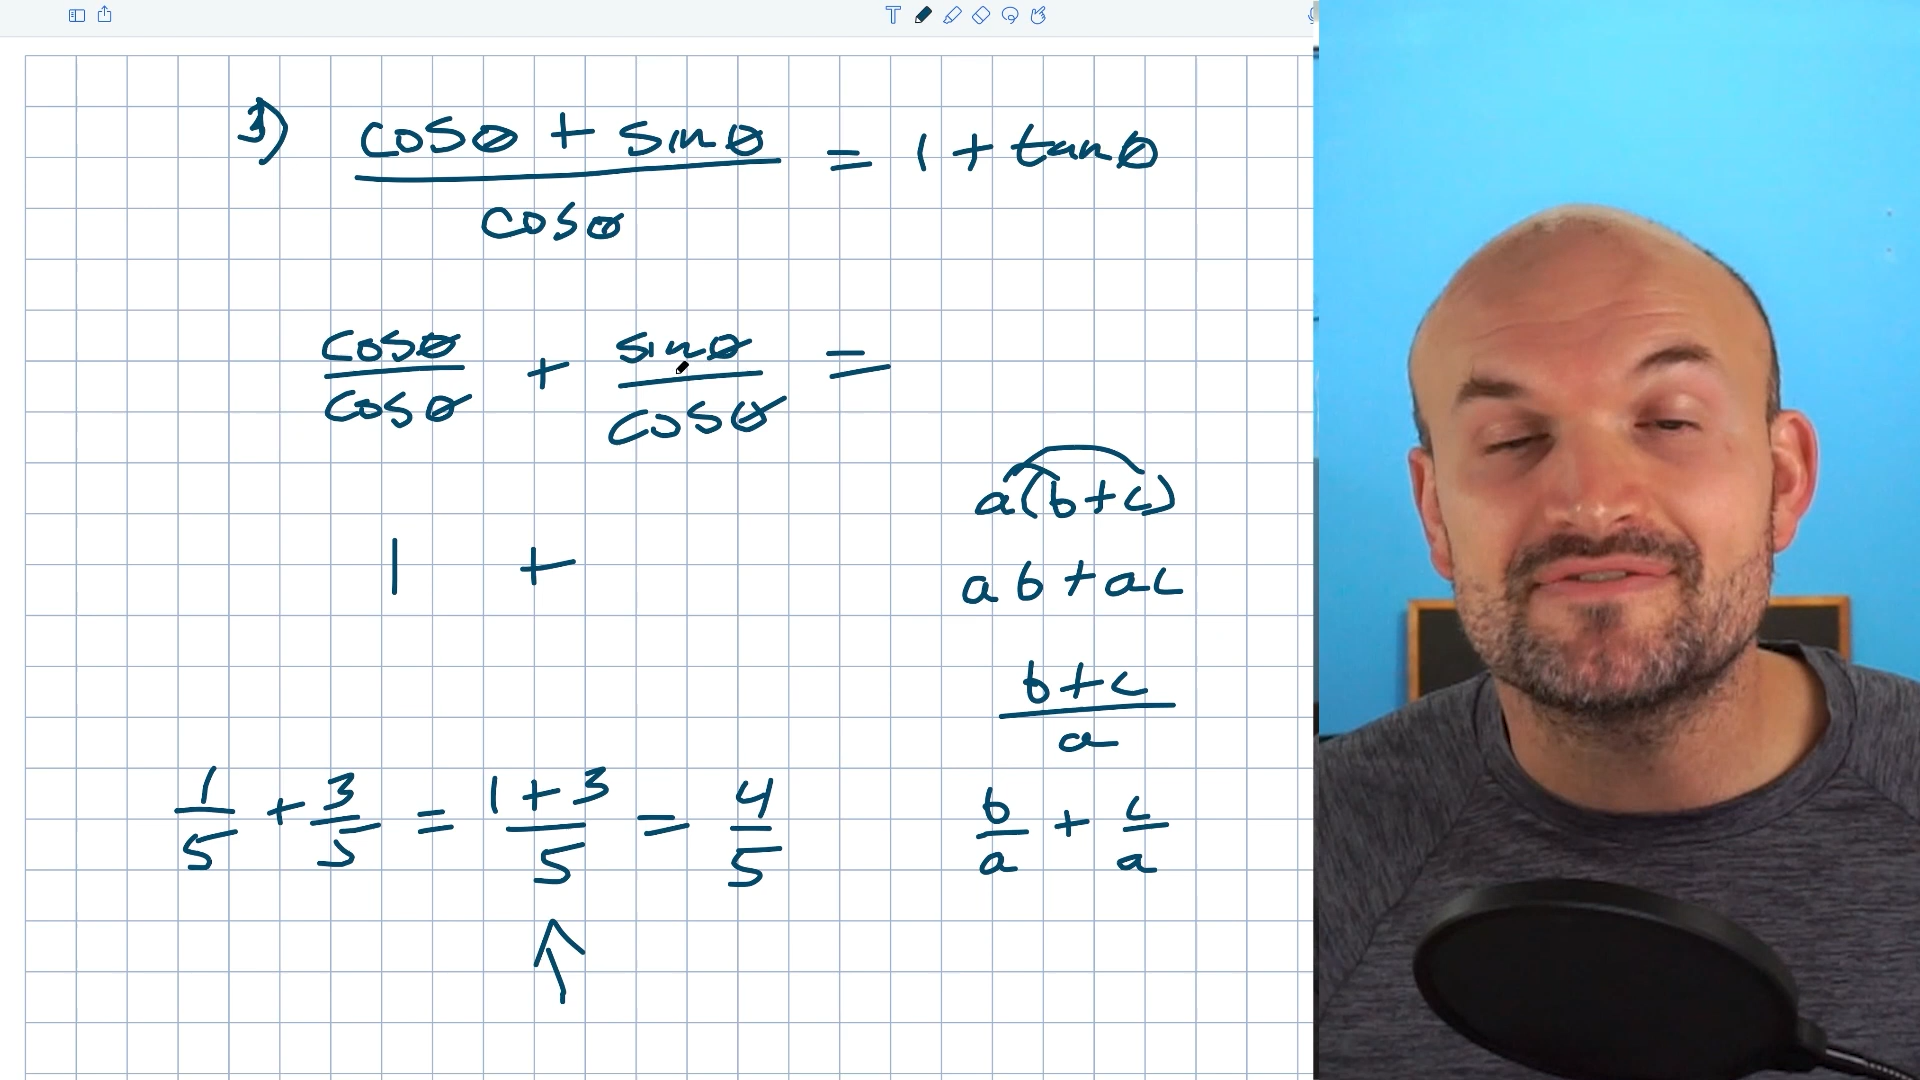 1) (cosθ + sinθ)/cosθ = 1 + tanθ
cosθ/cosθ + sinθ/cosθ =
1 +
a(b+c)
ab+ac
(b+c)/a
b/a + c/a
1/5 + 3/5 = (1+3)/5 = 4/5